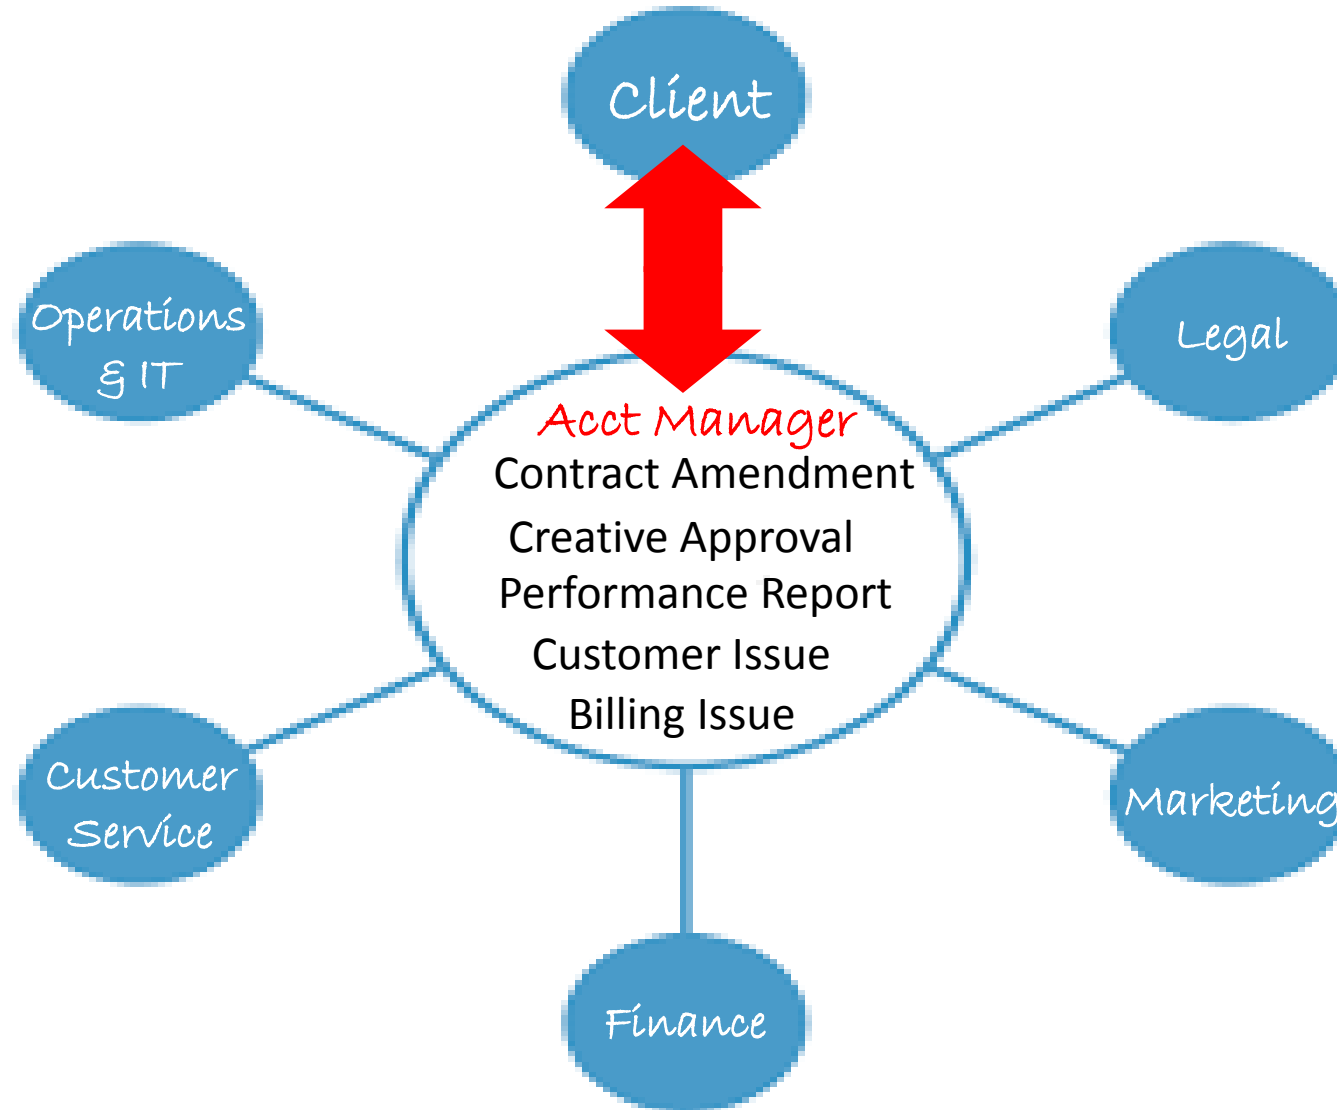 Client
Operations
& IT
Legal
Acct Manager
Contract Amendment
Creative Approval
Performance Report
Customer Issue
Billing Issue
Customer
Service
Marketing
Finance